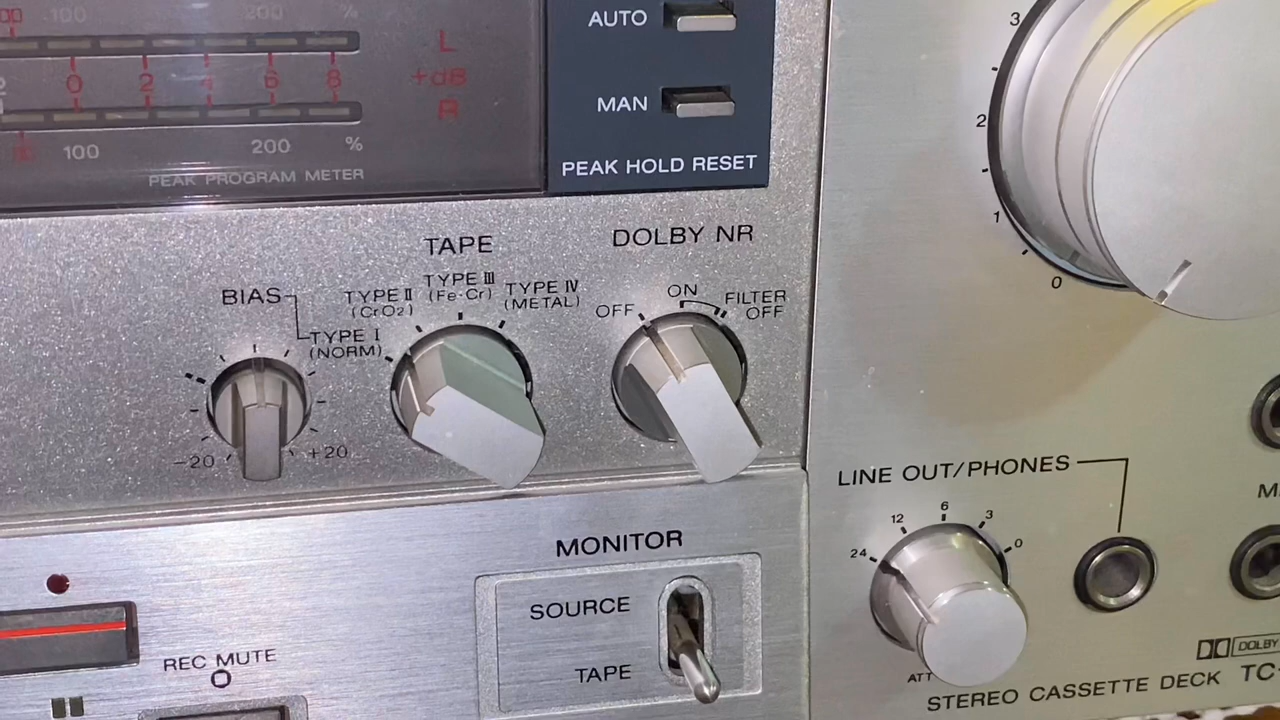 100 200 %
L
0 2 4 6 8 +dB
R
100 200 %
PEAK PROGRAM METER
AUTO
MAN
PEAK HOLD RESET
3
2
1
0
TAPE
DOLBY NR
BIAS
TYPE I
(NORM)
TYPE II
(CrO2)
TYPE III
(Fe-Cr)
TYPE IV
(METAL)
OFF
ON
FILTER
OFF
-20 +20
LINE OUT/PHONES
24 12 6 3 0
ATT
MONITOR
SOURCE
TAPE
REC MUTE
DOLBY
STEREO CASSETTE DECK TC